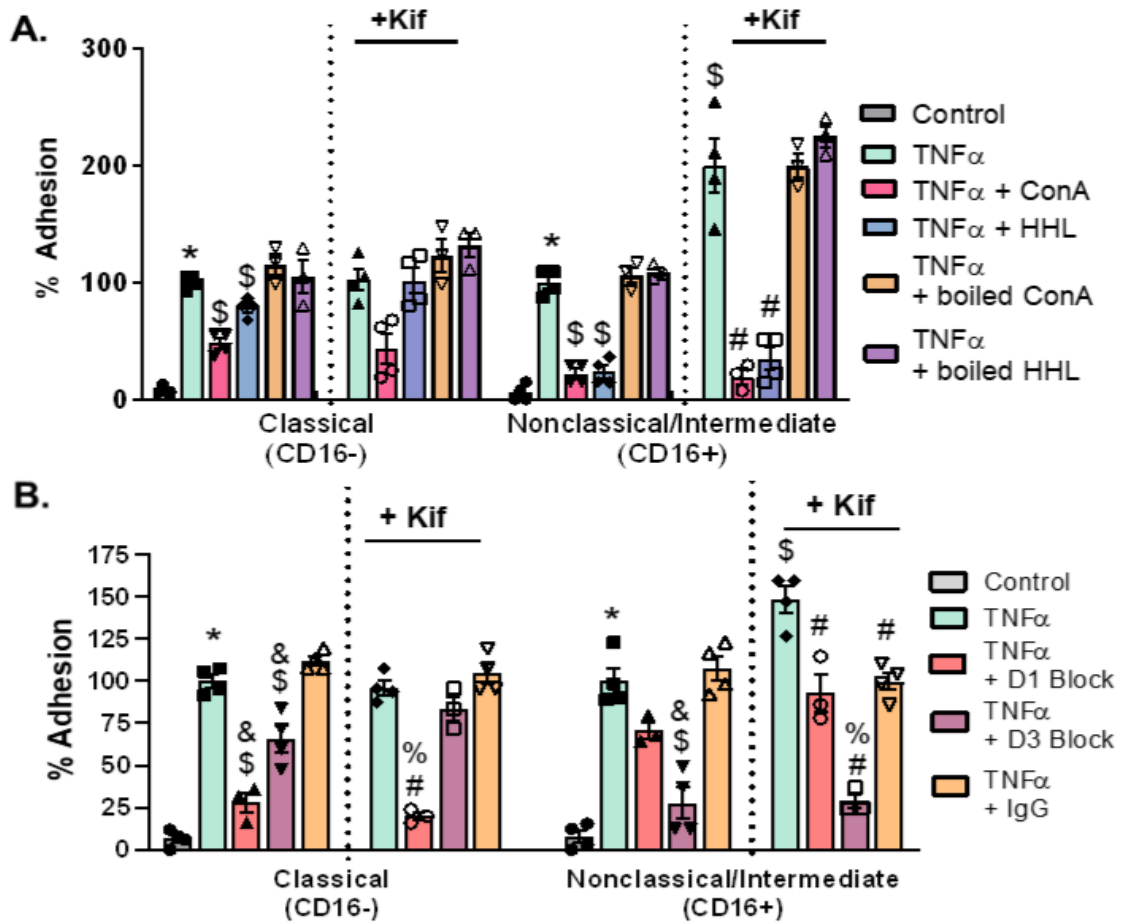 A.
+Kif
+Kif
300
200
100
0
% Adhesion
*
$
$
*
$
$
$
#
#
Classical
(CD16-)
Nonclassical/Intermediate
(CD16+)
Control
TNFα
TNFα + ConA
TNFα + HHL
TNFα
+ boiled ConA
TNFα
+ boiled HHL
B.
+ Kif
+ Kif
175
150
125
100
75
50
25
0
% Adhesion
*
&
$
&
$
%
#
*
&
$
$
#
%
#
#
Classical
(CD16-)
Nonclassical/Intermediate
(CD16+)
Control
TNFα
TNFα
+ D1 Block
TNFα
+ D3 Block
TNFα
+ IgG